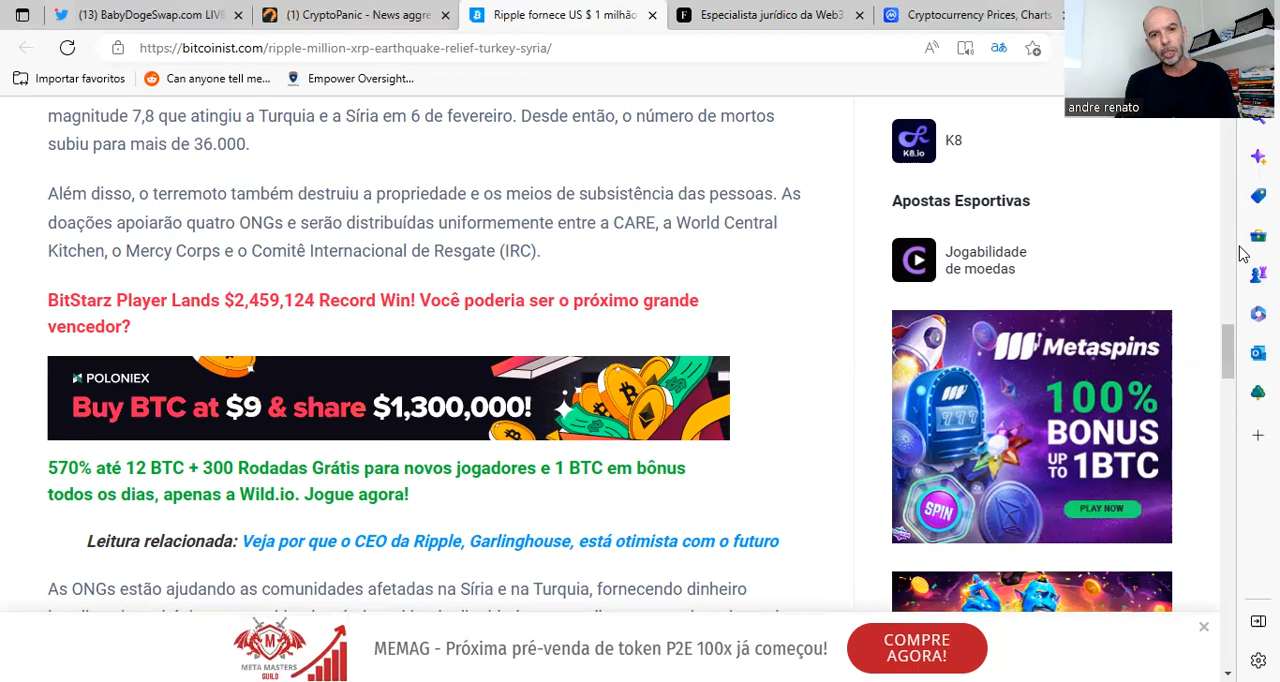 (13) BabyDogeSwap.com LIVE
(1) CryptoPanic - News aggre
Ripple fornece US $ 1 milhão
Especialista jurídico da Web3
Cryptocurrency Prices, Charts
https://bitcoinist.com/ripple-million-xrp-earthquake-relief-turkey-syria/
Importar favoritos
Can anyone tell me...
Empower Oversight...
andre renato
magnitude 7,8 que atingiu a Turquia e a Síria em 6 de fevereiro. Desde então, o número de mortos
subiu para mais de 36.000.
Além disso, o terremoto também destruiu a propriedade e os meios de subsistência das pessoas. As
doações apoiarão quatro ONGs e serão distribuídas uniformemente entre a CARE, a World Central
Kitchen, o Mercy Corps e o Comitê Internacional de Resgate (IRC).
BitStarz Player Lands $2,459,124 Record Win! Você poderia ser o próximo grande
vencedor?
POLONIEX
Buy BTC at $9 & share $1,300,000!
570% até 12 BTC + 300 Rodadas Grátis para novos jogadores e 1 BTC em bônus
todos os dias, apenas a Wild.io. Jogue agora!
Leitura relacionada: Veja por que o CEO da Ripple, Garlinghouse, está otimista com o futuro
As ONGs estão ajudando as comunidades afetadas na Síria e na Turquia, fornecendo dinheiro
K8.io
K8
Apostas Esportivas
Jogabilidade
de moedas
Metaspins
777
100%
BONUS
UP TO 1BTC
SPIN
PLAY NOW
META MASTERS
GUILD
MEMAG - Próxima pré-venda de token P2E 100x já começou!
COMPRE
AGORA!